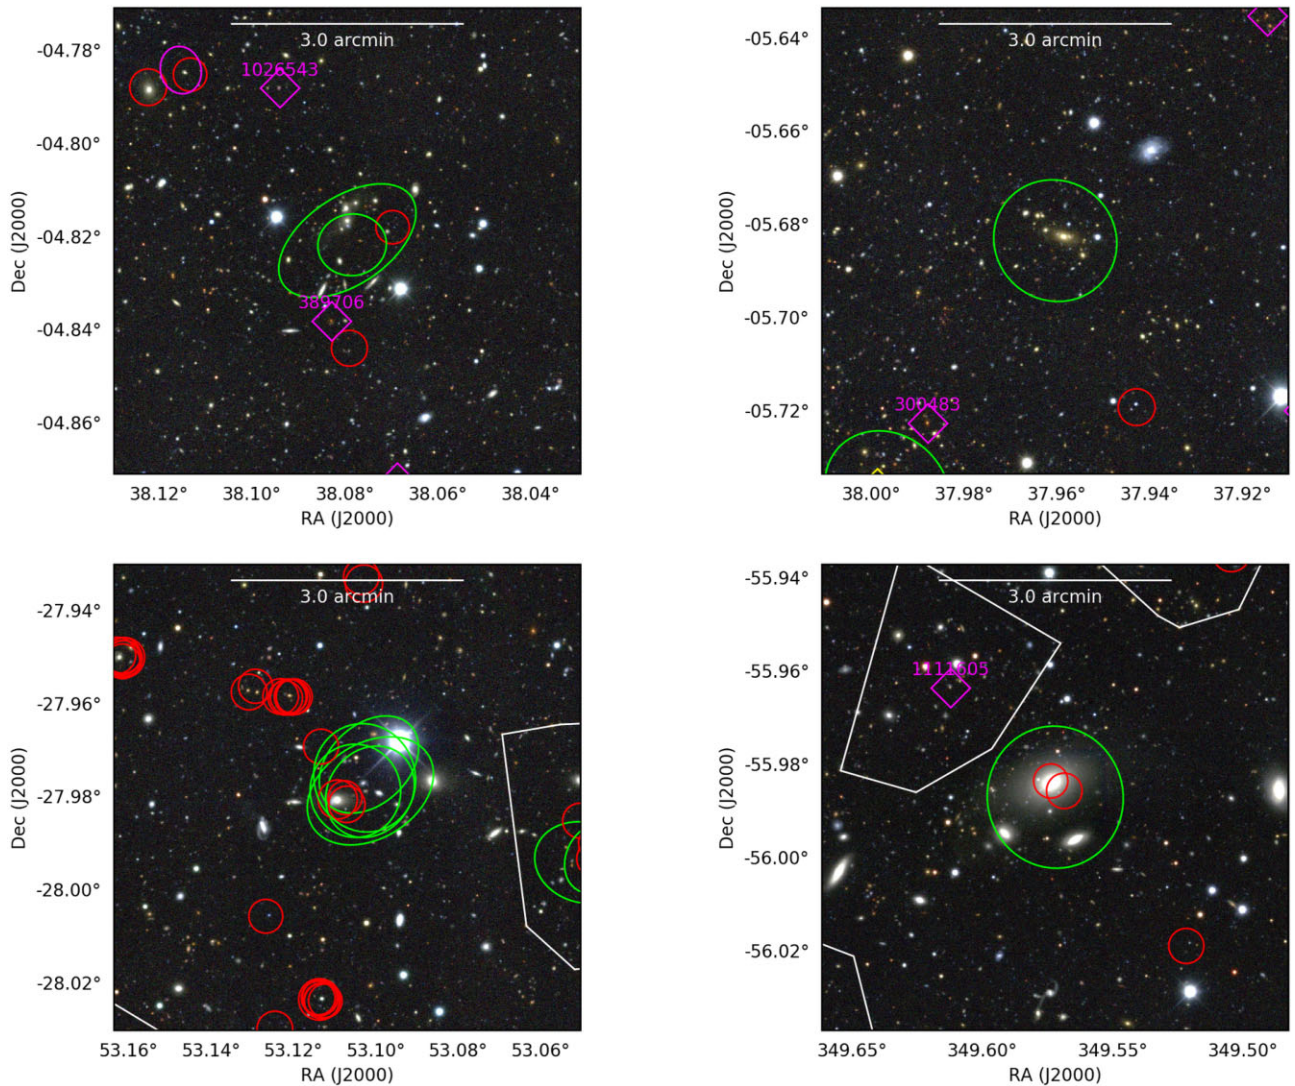 3.0 arcmin
1026543
389706
-04.78°
-04.80°
-04.82°
-04.84°
-04.86°
Dec (J2000)
38.12° 38.10° 38.08° 38.06° 38.04°
RA (J2000)
3.0 arcmin
300483
-05.64°
-05.66°
-05.68°
-05.70°
-05.72°
Dec (J2000)
38.00° 37.98° 37.96° 37.94° 37.92°
RA (J2000)
3.0 arcmin
-27.94°
-27.96°
-27.98°
-28.00°
-28.02°
Dec (J2000)
53.16° 53.14° 53.12° 53.10° 53.08° 53.06°
RA (J2000)
3.0 arcmin
1111605
-55.94°
-55.96°
-55.98°
-56.00°
-56.02°
Dec (J2000)
349.65° 349.60° 349.55° 349.50°
RA (J2000)